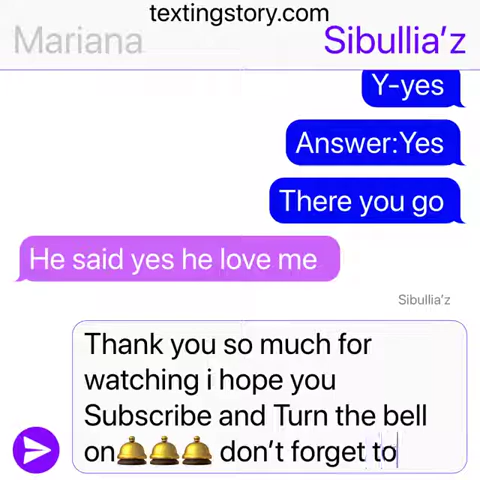 textingstory.com
Mariana
Sibullia’z
Y-yes
Answer:Yes
There you go
He said yes he love me
Sibullia’z
Thank you so much for
watching i hope you
Subscribe and Turn the bell
on🛎🛎🛎 don’t forget to